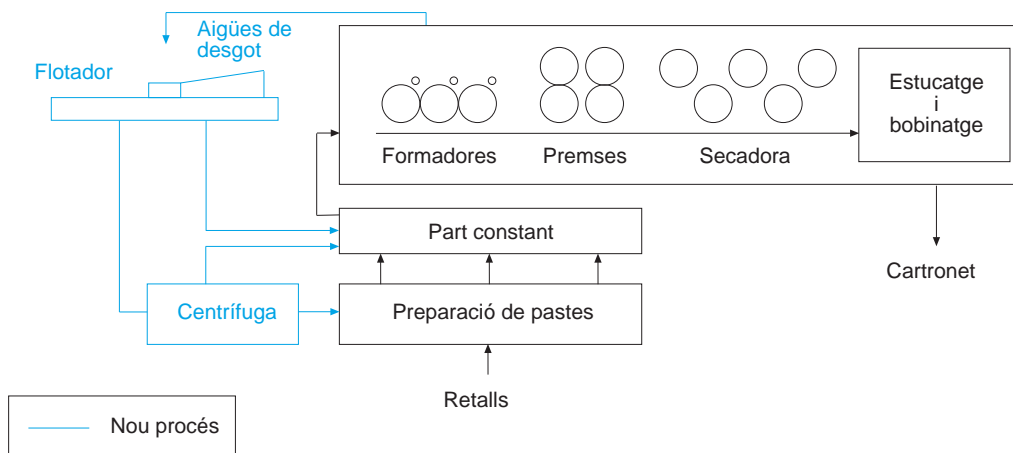 Aigües de
desgot
Flotador
Estucatge
i
bobinatge
Formadores
Premses
Secadora
Part constant
Cartronet
Centrífuga
Preparació de pastes
Retalls
Nou procés